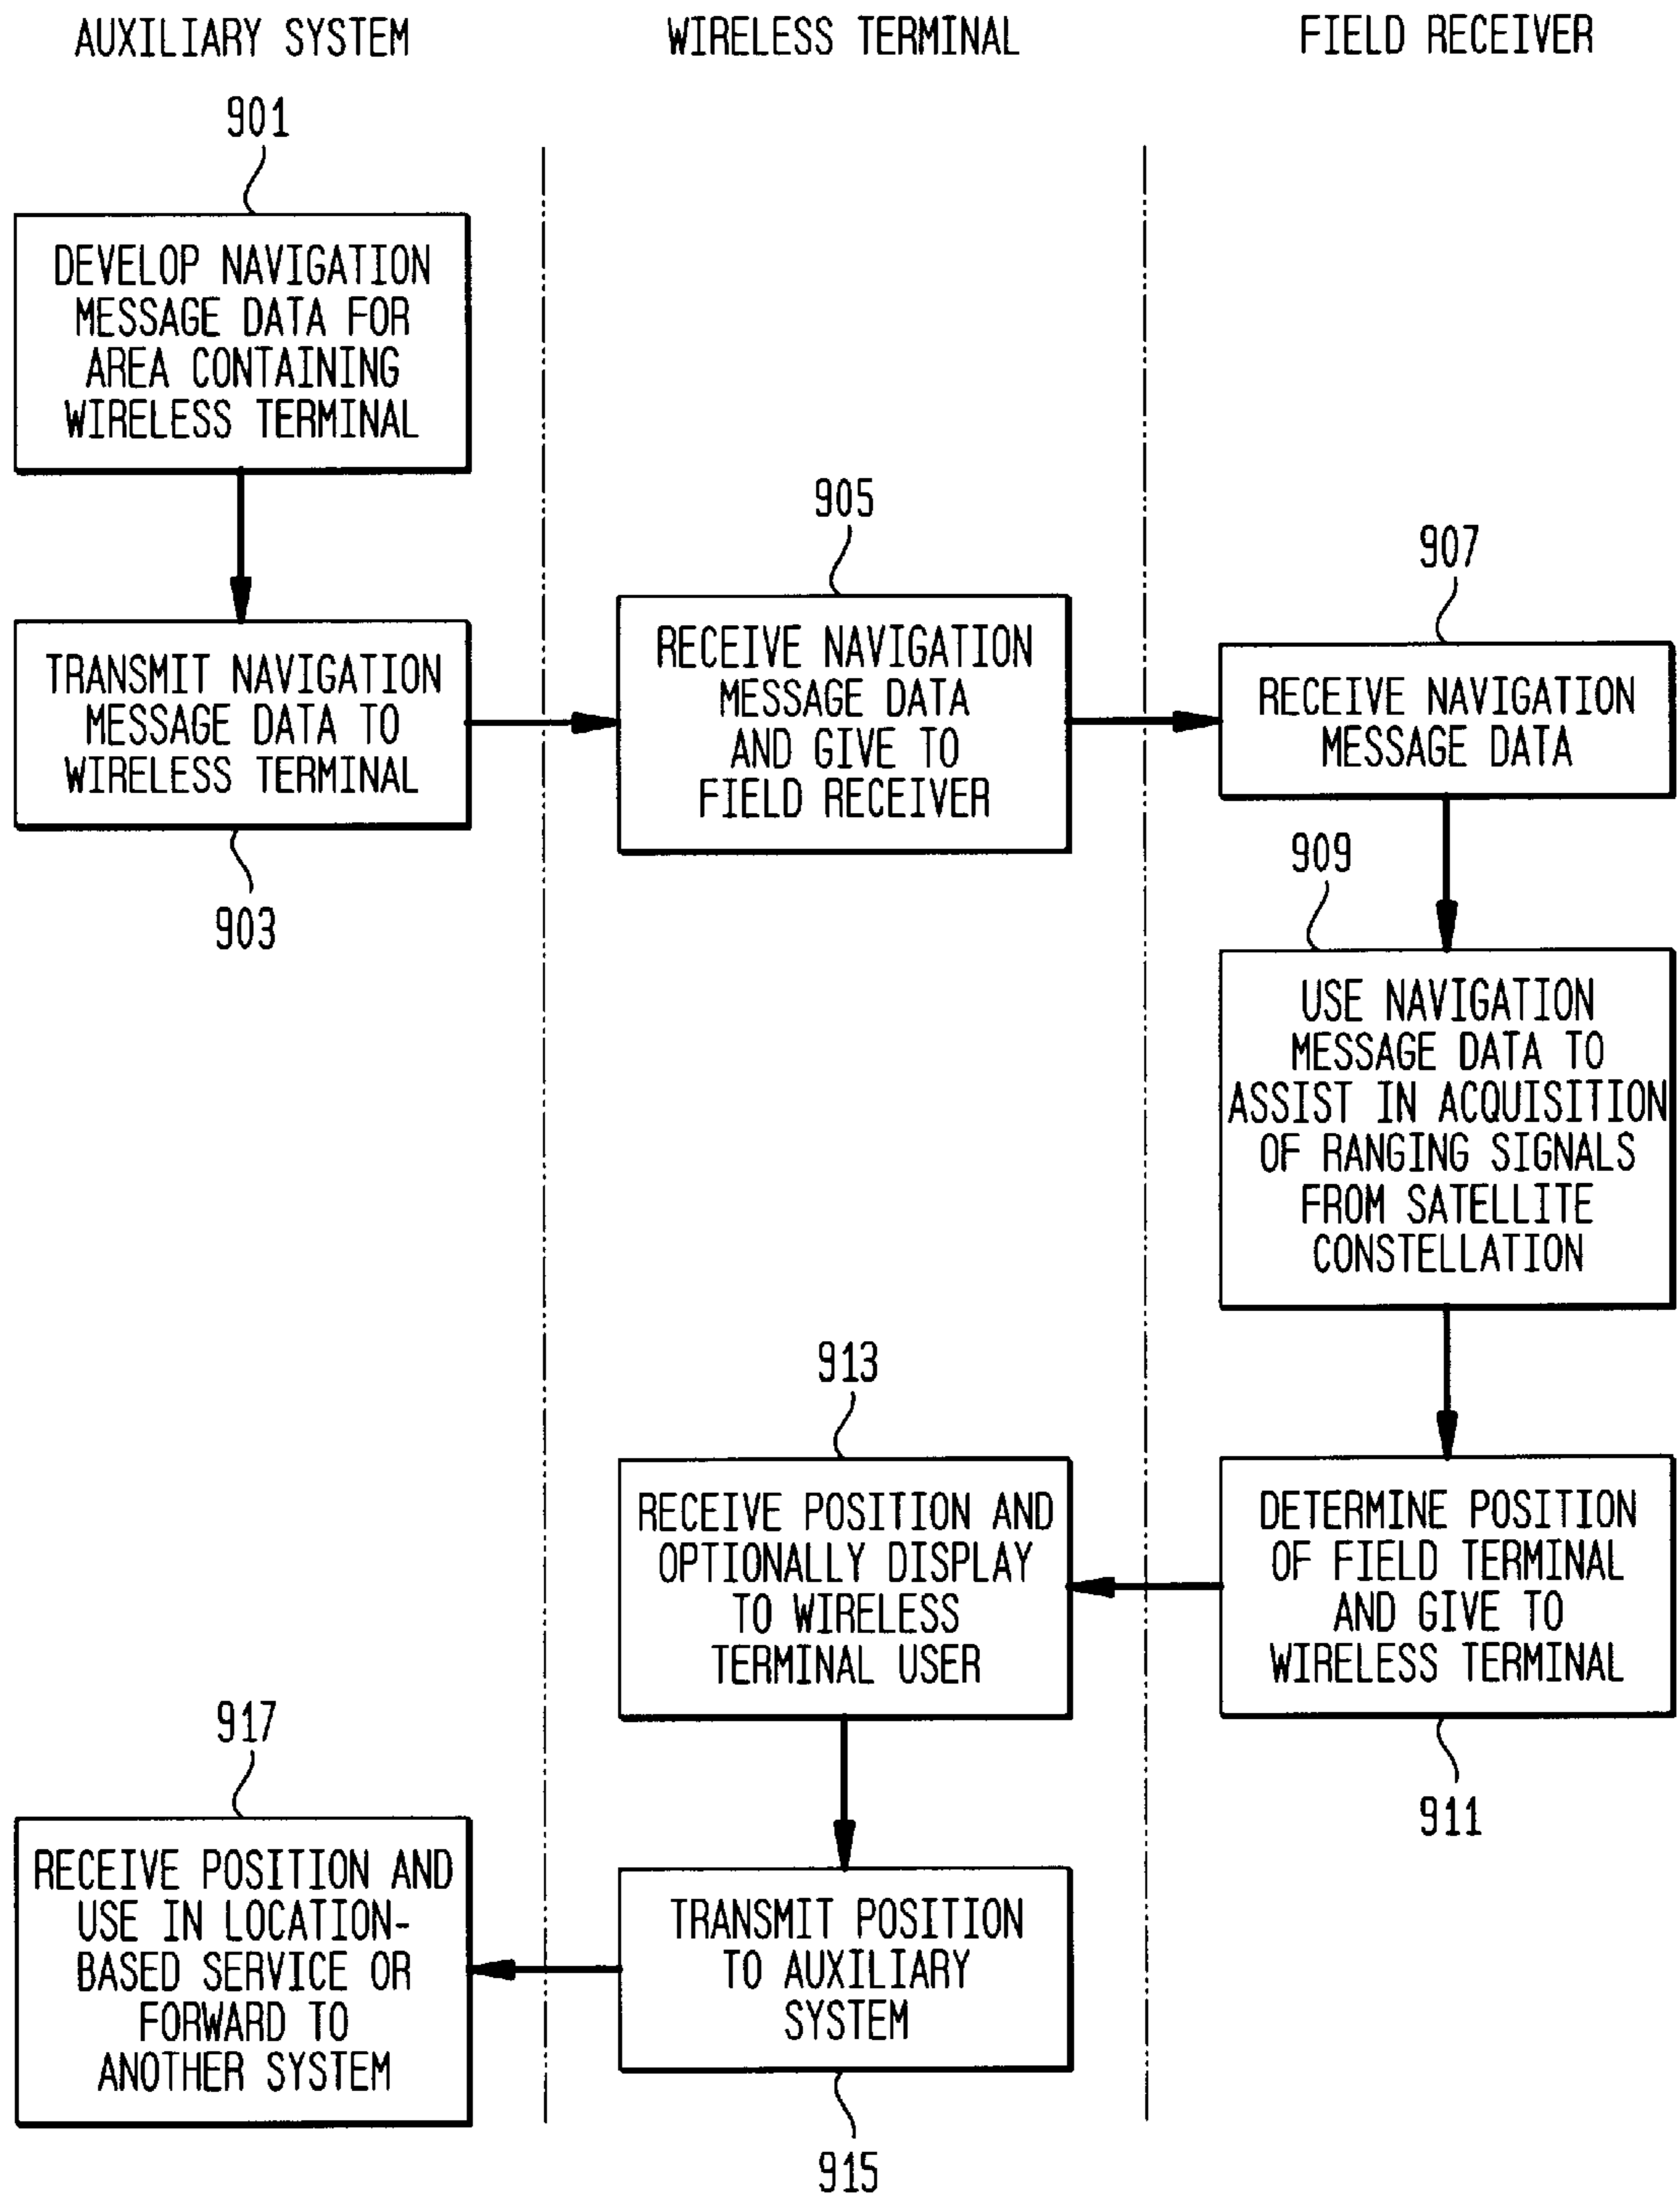 AUXILIARY SYSTEM
WIRELESS TERMINAL
FIELD RECEIVER
901
DEVELOP NAVIGATION
MESSAGE DATA FOR
AREA CONTAINING
WIRELESS TERMINAL
TRANSMIT NAVIGATION
MESSAGE DATA TO
WIRELESS TERMINAL
903
905
RECEIVE NAVIGATION
MESSAGE DATA
AND GIVE TO
FIELD RECEIVER
907
RECEIVE NAVIGATION
MESSAGE DATA
909
USE NAVIGATION
MESSAGE DATA TO
ASSIST IN ACQUISITION
OF RANGING SIGNALS
FROM SATELLITE
CONSTELLATION
DETERMINE POSITION
OF FIELD TERMINAL
AND GIVE TO
WIRELESS TERMINAL
911
913
RECEIVE POSITION AND
OPTIONALLY DISPLAY
TO WIRELESS
TERMINAL USER
TRANSMIT POSITION
TO AUXILIARY
SYSTEM
915
917
RECEIVE POSITION AND
USE IN LOCATION-
BASED SERVICE OR
FORWARD TO
ANOTHER SYSTEM